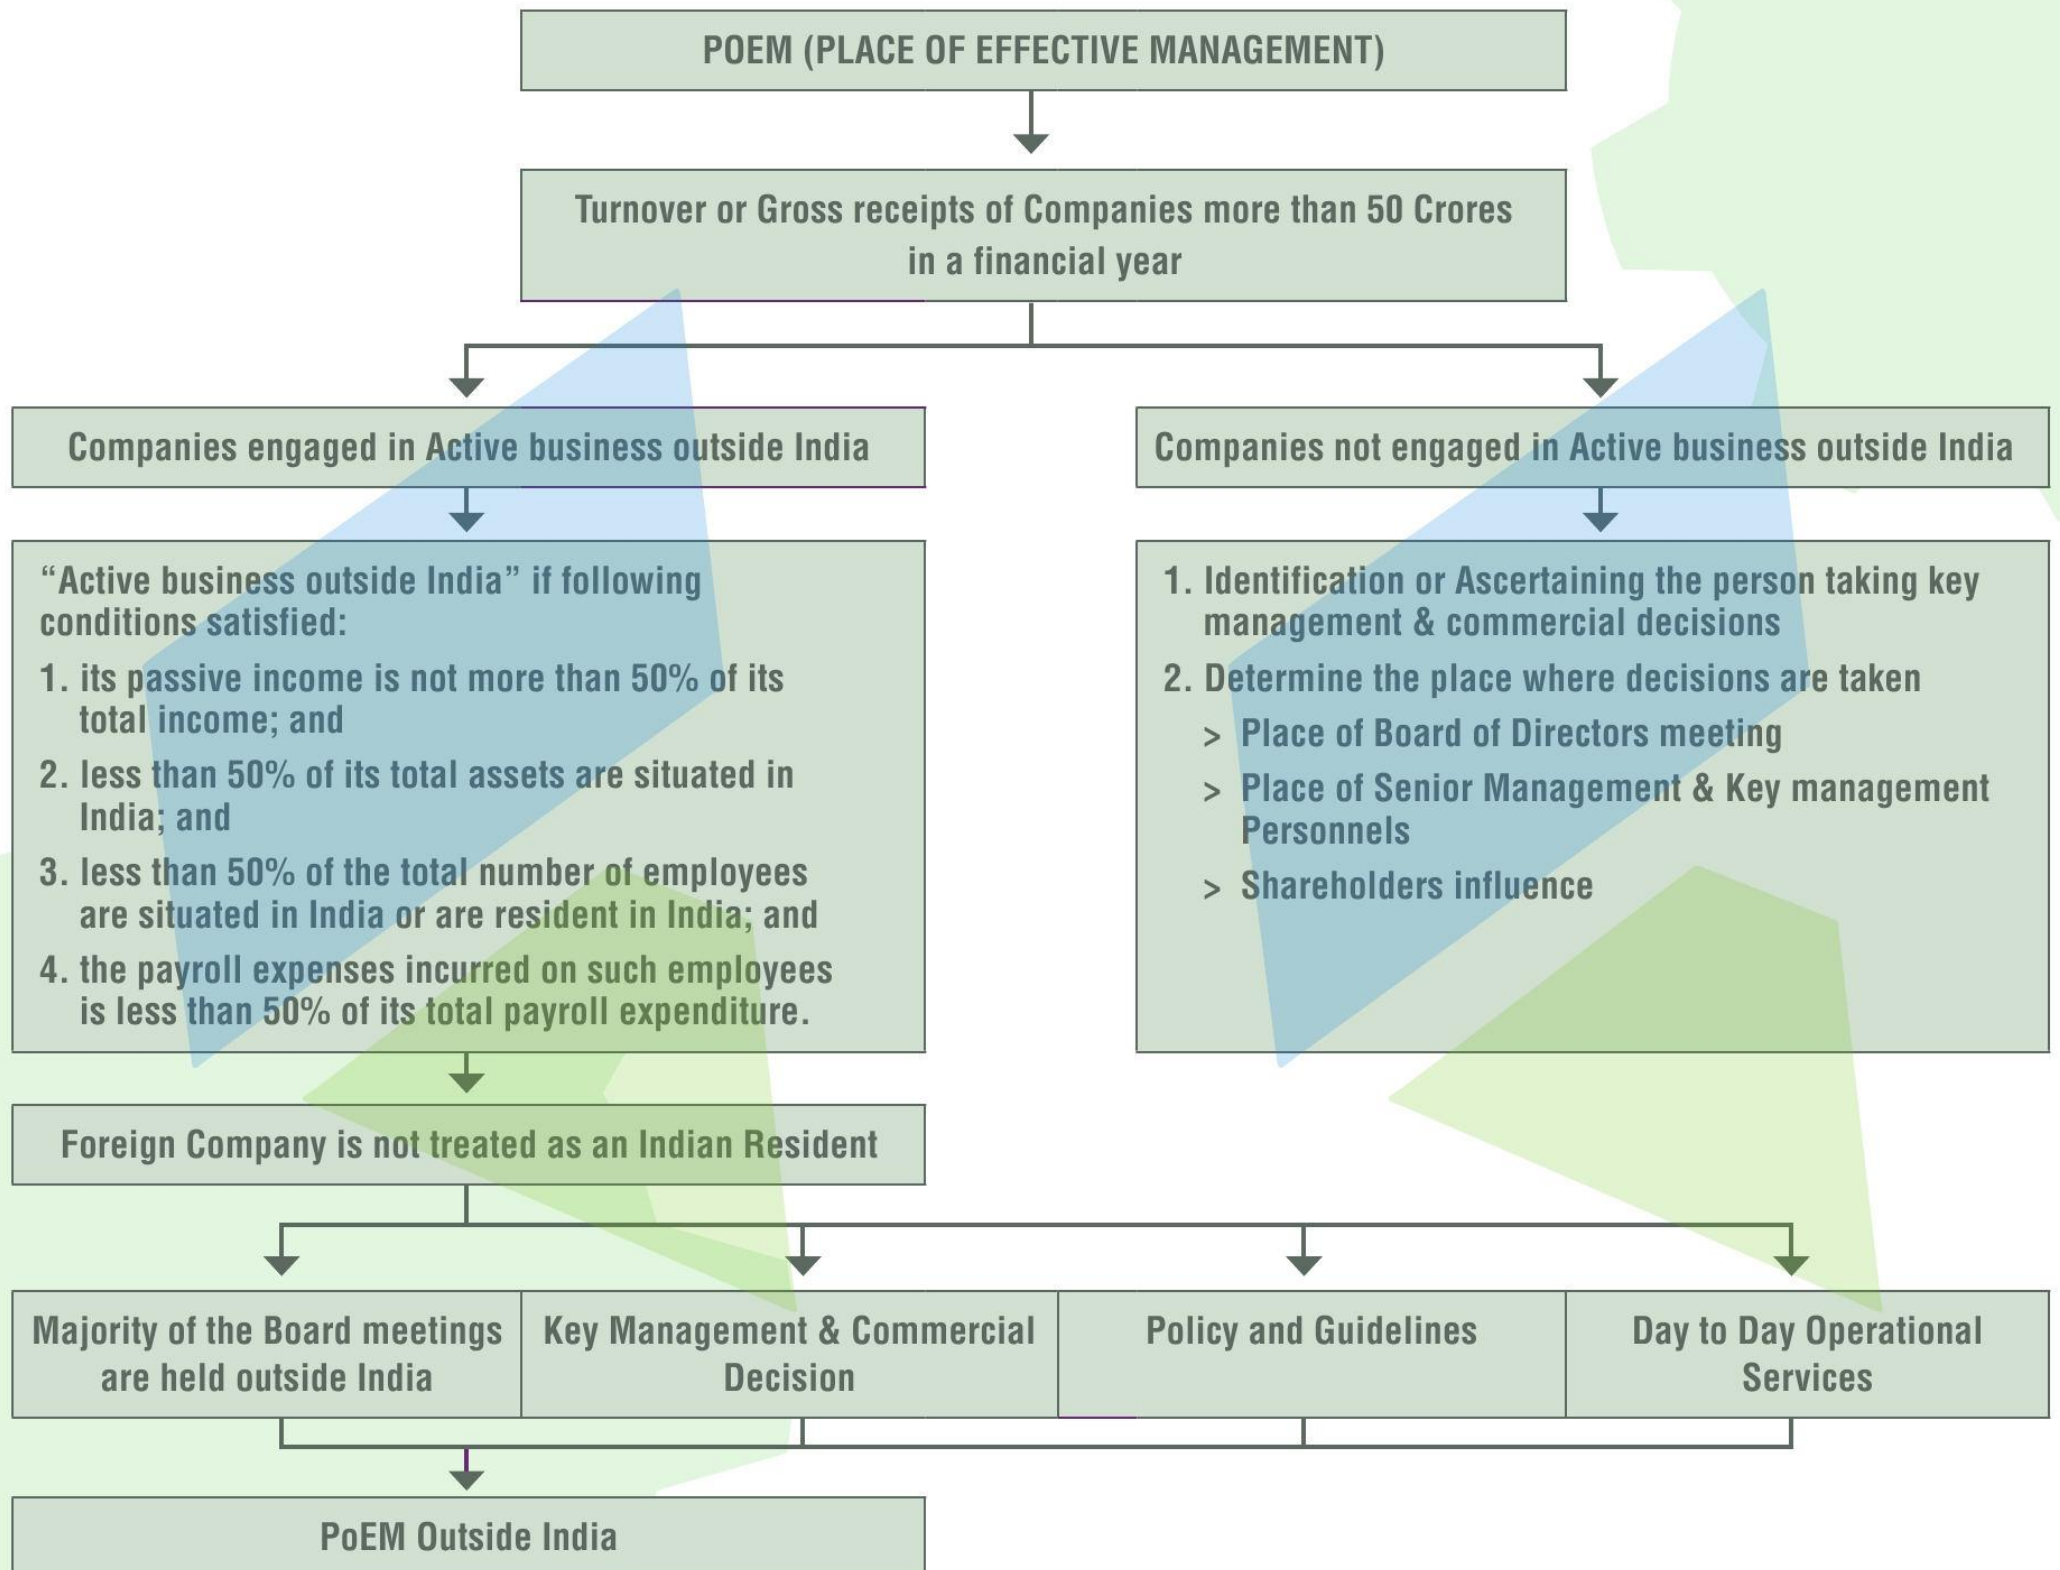 POEM (PLACE OF EFFECTIVE MANAGEMENT)
Turnover or Gross receipts of Companies more than 50 Crores
in a financial year
Companies engaged in Active business outside India
“Active business outside India” if following
conditions satisfied:
1. its passive income is not more than 50% of its
total income; and
2. less than 50% of its total assets are situated in
India; and
3. less than 50% of the total number of employees
are situated in India or are resident in India; and
4. the payroll expenses incurred on such employees
is less than 50% of its total payroll expenditure.
Companies not engaged in Active business outside India
1. Identification or Ascertaining the person taking key
management & commercial decisions
2. Determine the place where decisions are taken
> Place of Board of Directors meeting
> Place of Senior Management & Key management
Personnels
> Shareholders influence
Foreign Company is not treated as an Indian Resident
Majority of the Board meetings
are held outside India
Key Management & Commercial
Decision
Policy and Guidelines
Day to Day Operational
Services
PoEM Outside India